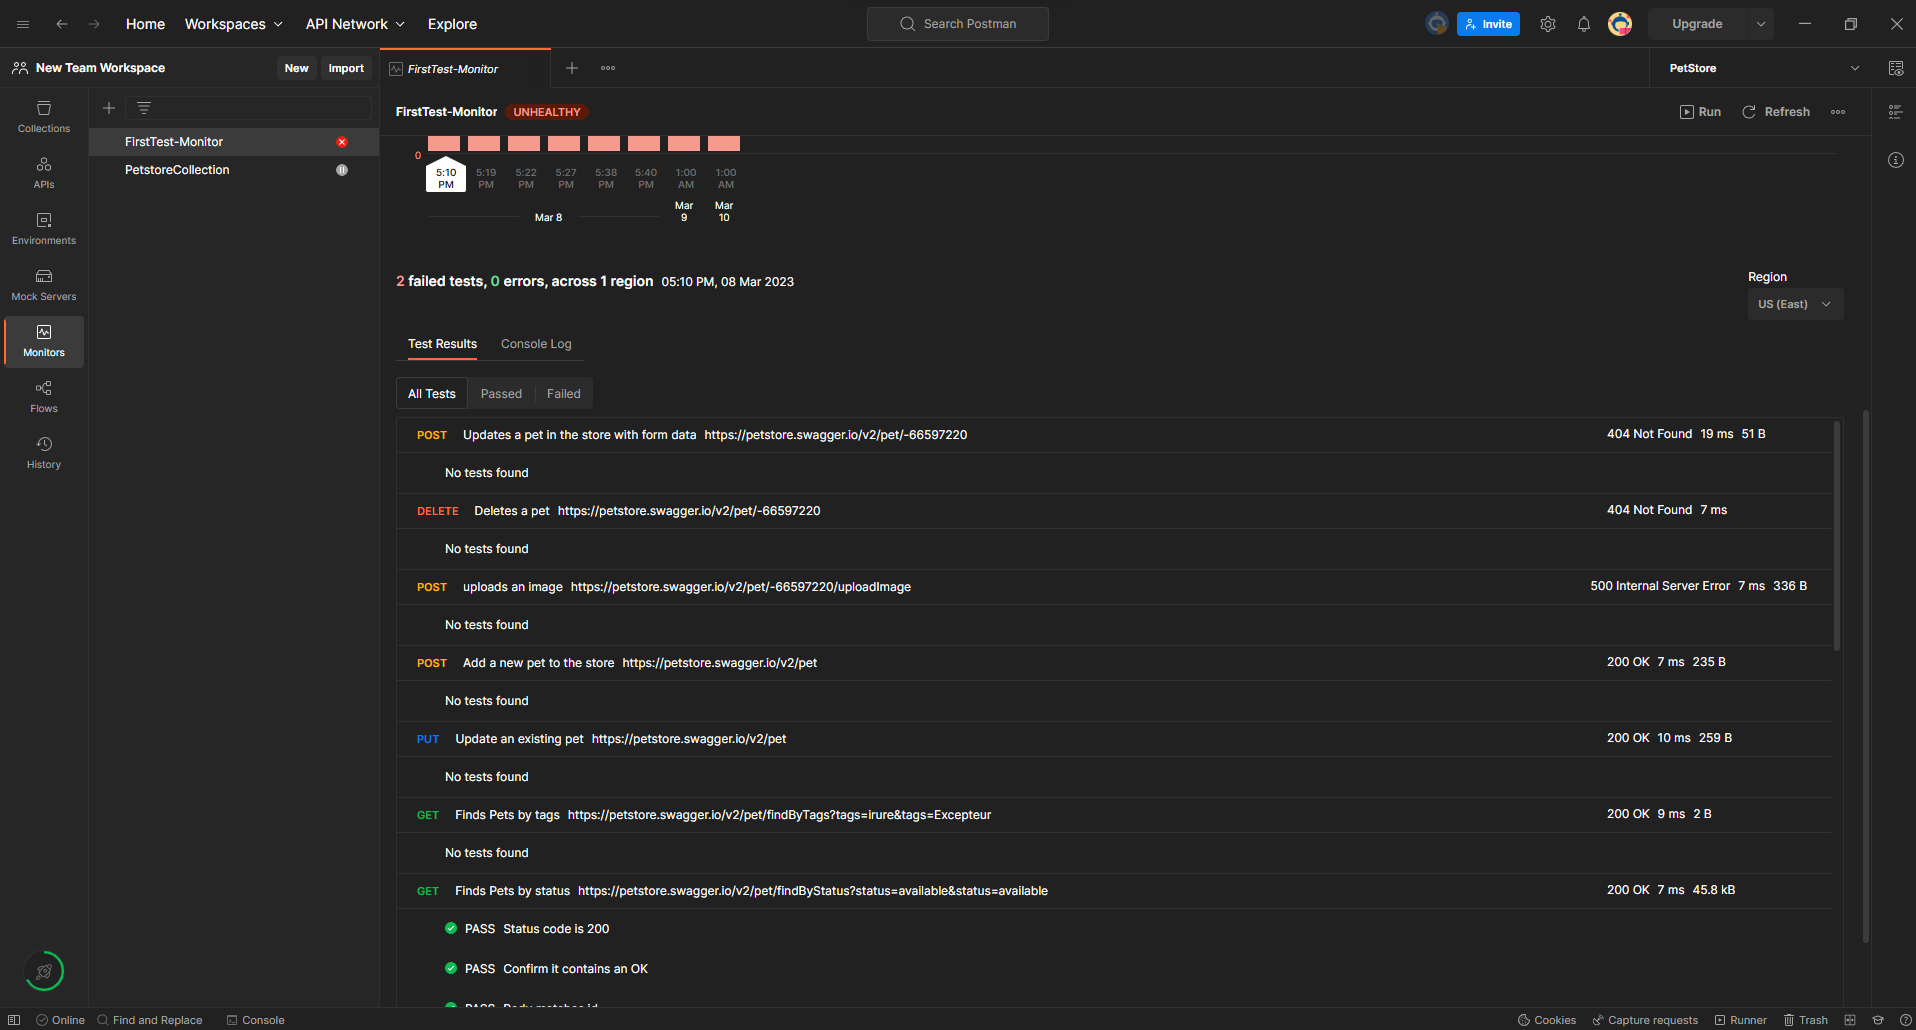 Home Workspaces API Network Explore Search Postman Invite Upgrade
New Team Workspace New Import FirstTest-Monitor PetStore
Collections
APIs
Environments
Mock Servers
Monitors
Flows
History
FirstTest-Monitor
PetstoreCollection
FirstTest-Monitor UNHEALTHY Run Refresh
0
5:10 PM 5:19 PM 5:22 PM 5:27 PM 5:38 PM 5:40 PM 1:00 AM 1:00 AM
Mar 8 Mar 9 Mar 10
2 failed tests, 0 errors, across 1 region 05:10 PM, 08 Mar 2023
Region
US (East)
Test Results Console Log
All Tests Passed Failed
POST Updates a pet in the store with form data https://petstore.swagger.io/v2/pet/-66597220 404 Not Found 19 ms 51 B
No tests found
DELETE Deletes a pet https://petstore.swagger.io/v2/pet/-66597220 404 Not Found 7 ms
No tests found
POST uploads an image https://petstore.swagger.io/v2/pet/-66597220/uploadImage 500 Internal Server Error 7 ms 336 B
No tests found
POST Add a new pet to the store https://petstore.swagger.io/v2/pet 200 OK 7 ms 235 B
No tests found
PUT Update an existing pet https://petstore.swagger.io/v2/pet 200 OK 10 ms 259 B
No tests found
GET Finds Pets by tags https://petstore.swagger.io/v2/pet/findByTags?tags=irure&tags=Excepteur 200 OK 9 ms 2 B
No tests found
GET Finds Pets by status https://petstore.swagger.io/v2/pet/findByStatus?status=available&status=available 200 OK 7 ms 45.8 kB
PASS Status code is 200
PASS Confirm it contains an OK
PASS Body matches id
Online Find and Replace Console Cookies Capture requests Runner Trash